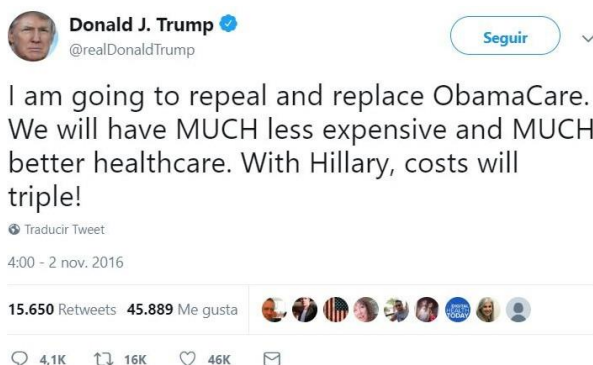 Donald J. Trump
@realDonaldTrump
Seguir
I am going to repeal and replace ObamaCare.
We will have MUCH less expensive and MUCH
better healthcare. With Hillary, costs will
triple!
Traducir Tweet
4:00 - 2 nov. 2016
15.650 Retweets 45.889 Me gusta
HEALTH
TODAY
4,1K 16K 46K